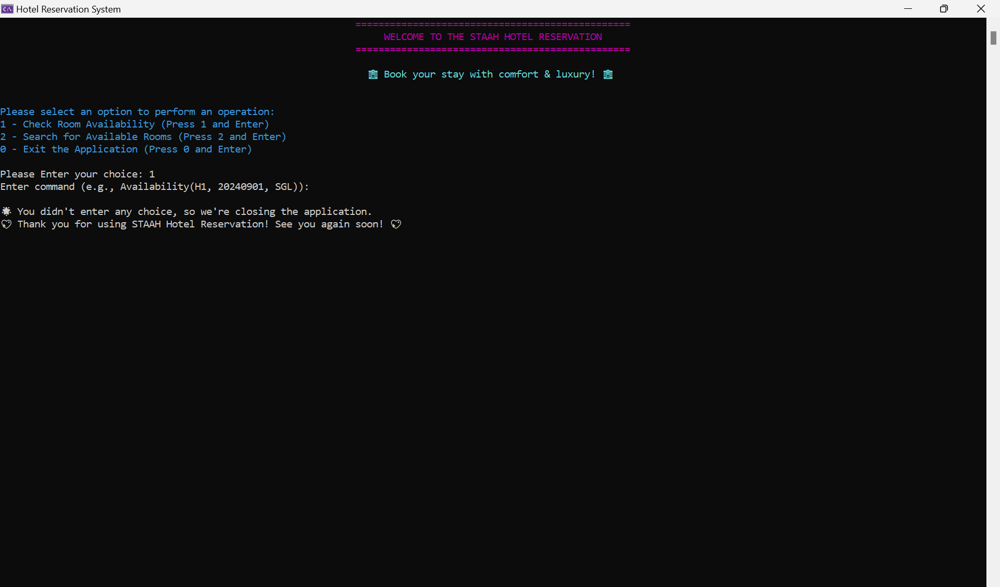 Hotel Reservation System
================================================
WELCOME TO THE STAAH HOTEL RESERVATION
================================================
🏨 Book your stay with comfort & luxury! 🏨
Please select an option to perform an operation:
1 - Check Room Availability (Press 1 and Enter)
2 - Search for Available Rooms (Press 2 and Enter)
0 - Exit the Application (Press 0 and Enter)
Please Enter your choice: 1
Enter command (e.g., Availability(H1, 20240901, SGL)):
🌟 You didn't enter any choice, so we're closing the application.
💖 Thank you for using STAAH Hotel Reservation! See you again soon! 💖